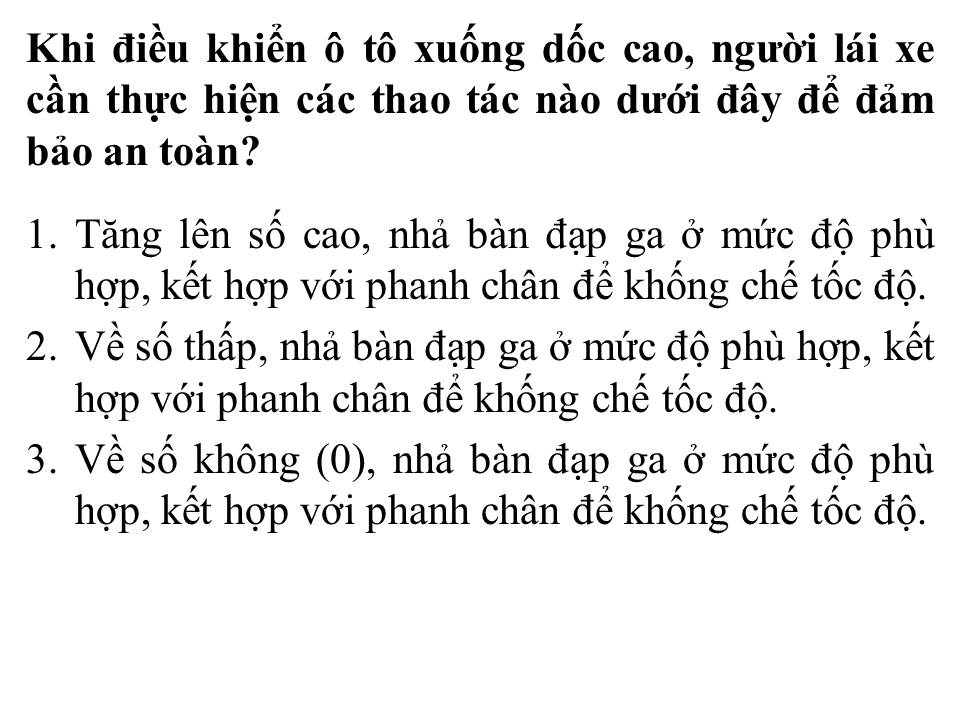 Khi điều khiển ô tô xuống dốc cao, người lái xe
cần thực hiện các thao tác nào dưới đây để đảm
bảo an toàn?
1. Tăng lên số cao, nhả bàn đạp ga ở mức độ phù
hợp, kết hợp với phanh chân để khống chế tốc độ.
2. Về số thấp, nhả bàn đạp ga ở mức độ phù hợp, kết
hợp với phanh chân để khống chế tốc độ.
3. Về số không (0), nhả bàn đạp ga ở mức độ phù
hợp, kết hợp với phanh chân để khống chế tốc độ.